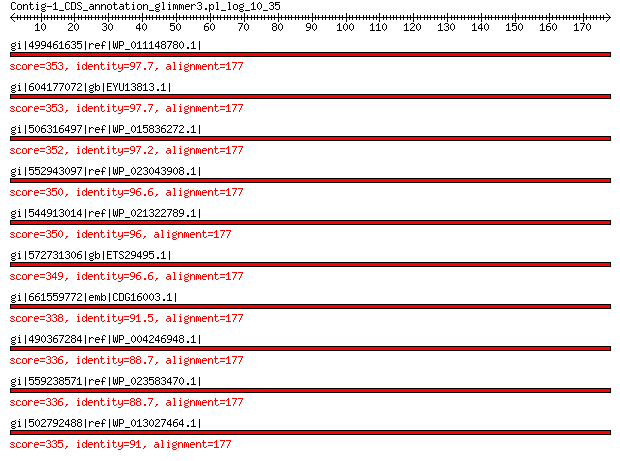 Contig-1_CDS_annotation_glimmer3.pl_log_10_35
10 20 30 40 50 60 70 80 90 100 110 120 130 140 150 160 170
gi|499461635|ref|WP_011148780.1|
score=353, identity=97.7, alignment=177
gi|604177072|gb|EYU13813.1|
score=353, identity=97.7, alignment=177
gi|506316497|ref|WP_015836272.1|
score=352, identity=97.2, alignment=177
gi|552943097|ref|WP_023043908.1|
score=350, identity=96.6, alignment=177
gi|544913014|ref|WP_021322789.1|
score=350, identity=96, alignment=177
gi|572731306|gb|ETS29495.1|
score=349, identity=96.6, alignment=177
gi|661559772|emb|CDG16003.1|
score=338, identity=91.5, alignment=177
gi|490367284|ref|WP_004246948.1|
score=336, identity=88.7, alignment=177
gi|559238571|ref|WP_023583470.1|
score=336, identity=88.7, alignment=177
gi|502792488|ref|WP_013027464.1|
score=335, identity=91, alignment=177